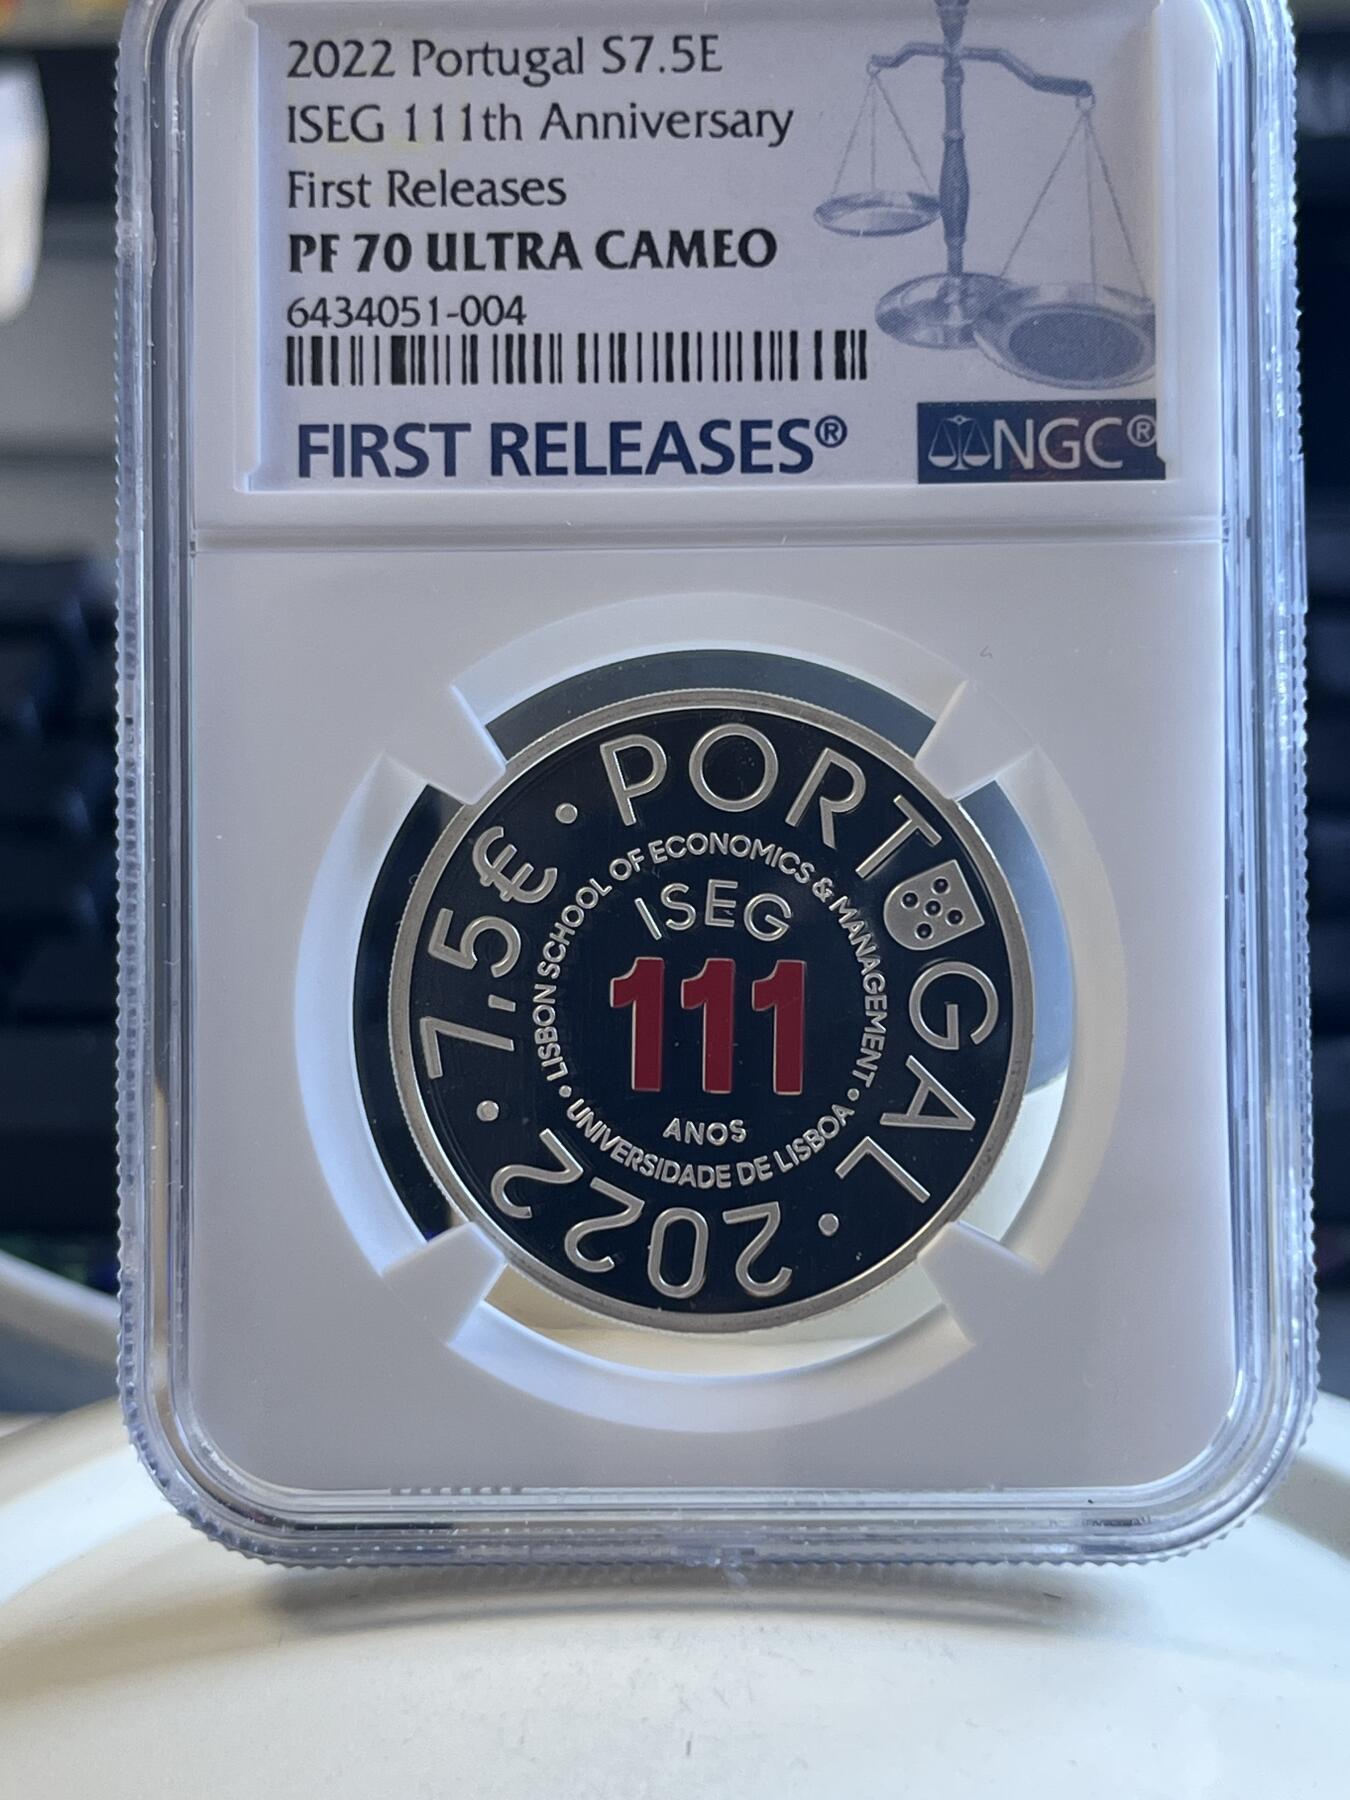 2022 Portugal S7.5E
ISEG 111th Anniversary
First Releases
PF 70 ULTRA CAMEO
6434051-004
FIRST RELEASES®
NGC®
• PORTUGAL • 2022 • 7,5€
LISBON SCHOOL OF ECONOMICS & MANAGEMENT •
ISEG
111
ANOS
UNIVERSIDADE DE LISBOA •